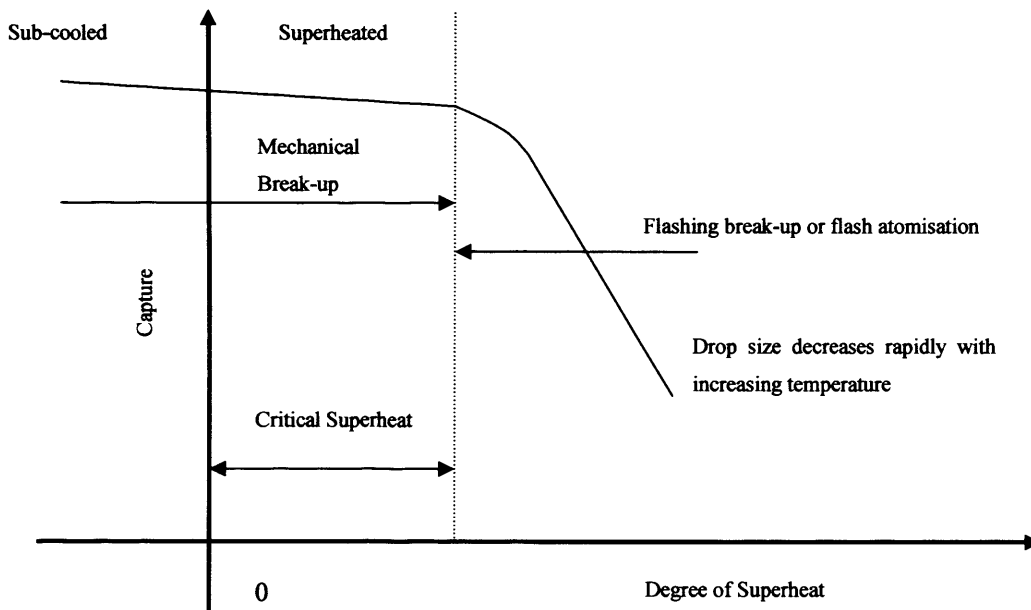 Sub-cooled
Superheated
Mechanical
Break-up
Flashing break-up or flash atomisation
Capture
Drop size decreases rapidly with
increasing temperature
Critical Superheat
0
Degree of Superheat